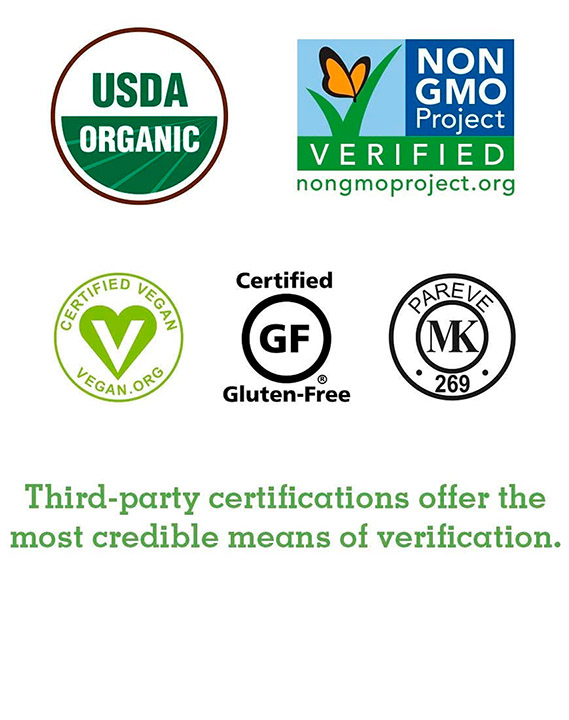 USDA
ORGANIC
NON
GMO
Project
VERIFIED
nongmoproject.org
CERTIFIED VEGAN
V
VEGAN.ORG
Certified
GF
®
Gluten-Free
PAREVE
MK
• 269 •
Third-party certifications offer the
most credible means of verification.